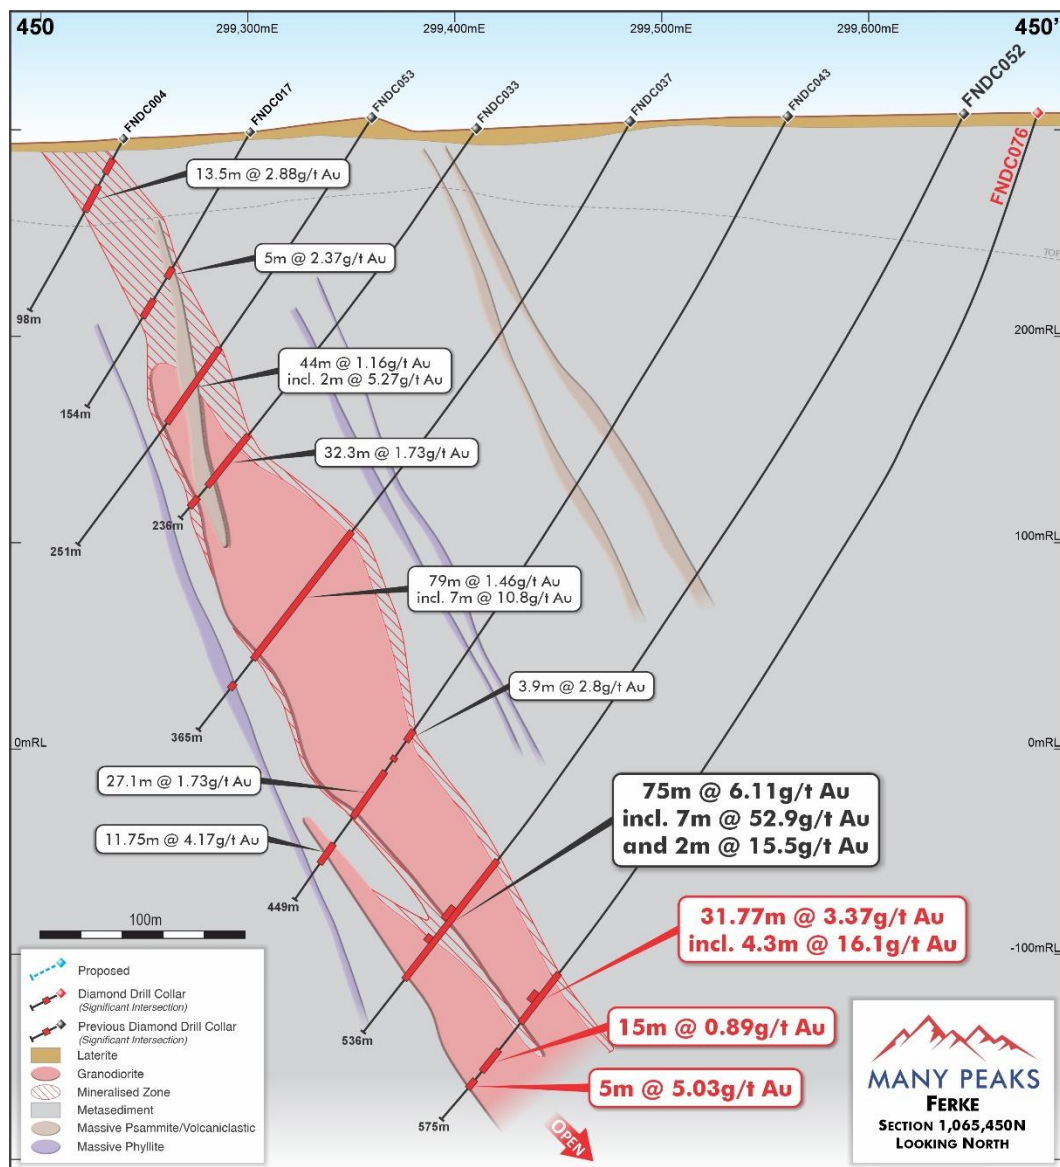 450
299,300mE
299,400mE
299,500mE
299,600mE
450'
FNDC004
FNDC017
FNDC053
FNDC033
FNDC037
FNDC043
FNDC052
FNDC076
13.5m @ 2.88g/t Au
5m @ 2.37g/t Au
98m
200mRL
200mRL
44m @ 1.16g/t Au
incl. 2m @ 5.27g/t Au
154m
32.3m @ 1.73g/t Au
236m
251m
100mRL
100mRL
79m @ 1.46g/t Au
incl. 7m @ 10.8g/t Au
3.9m @ 2.8g/t Au
365m
0mRL
0mRL
27.1m @ 1.73g/t Au
75m @ 6.11g/t Au
incl. 7m @ 52.9g/t Au
and 2m @ 15.5g/t Au
11.75m @ 4.17g/t Au
449m
31.77m @ 3.37g/t Au
incl. 4.3m @ 16.1g/t Au
-100mRL
100m
536m
15m @ 0.89g/t Au
5m @ 5.03g/t Au
575m
OPEN
Proposed
Diamond Drill Collar
(Significant Intersection)
Previous Diamond Drill Collar
(Significant Intersection)
Laterite
Granodiorite
Mineralised Zone
Metasediment
Massive Psammite/Volcaniclastic
Massive Phyllite
MANY PEAKS
FERKE
SECTION 1,065,450N
LOOKING NORTH